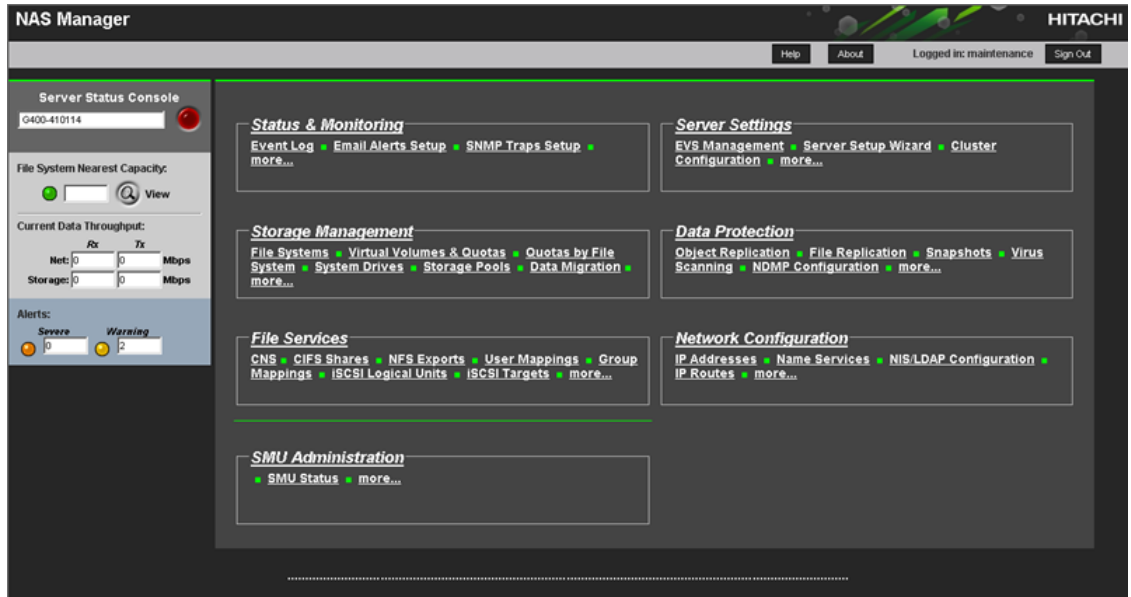 NAS Manager
HITACHI
Help
About
Logged in: maintenance
Sign Out
Server Status Console
G400-410114
File System Nearest Capacity:
View
Current Data Throughput:
Rx Tx
Net: 0 0 Mbps
Storage: 0 0 Mbps
Alerts:
Severe Warning
0 2
Status & Monitoring
Event Log Email Alerts Setup SNMP Traps Setup
more...
Server Settings
EVS Management Server Setup Wizard Cluster
Configuration more...
Storage Management
File Systems Virtual Volumes & Quotas Quotas by File
System System Drives Storage Pools Data Migration
more...
Data Protection
Object Replication File Replication Snapshots Virus
Scanning NDMP Configuration more...
File Services
CNS CIFS Shares NFS Exports User Mappings Group
Mappings iSCSI Logical Units iSCSI Targets more...
Network Configuration
IP Addresses Name Services NIS/LDAP Configuration
IP Routes more...
SMU Administration
SMU Status more...